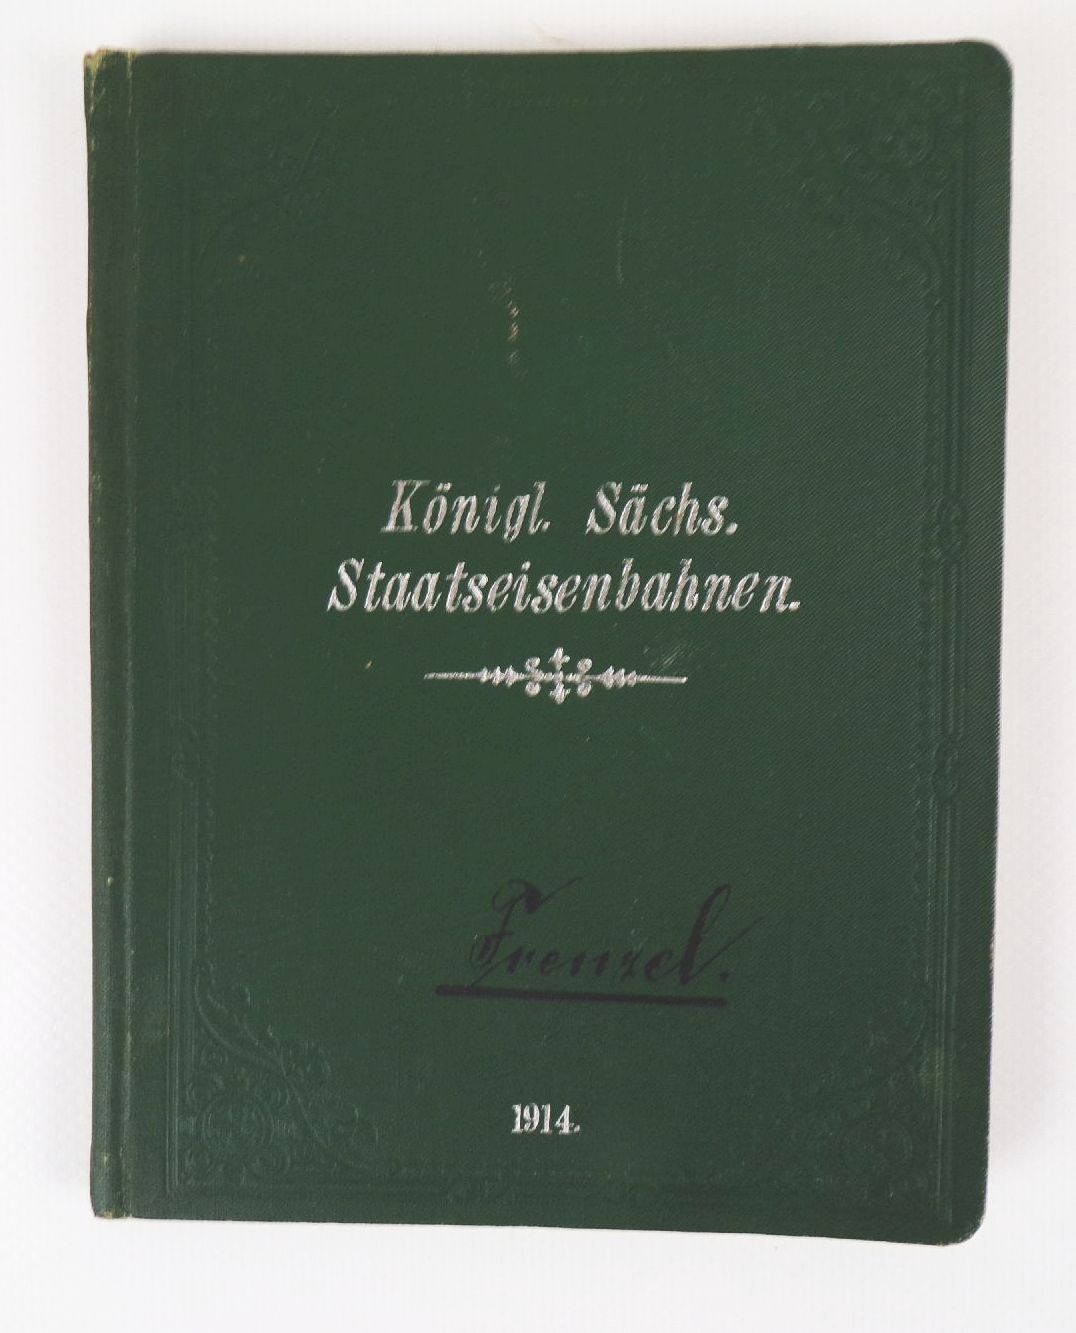 Königl. Sächs.
Staatseisenbahnen.
Frenzel.
1914.